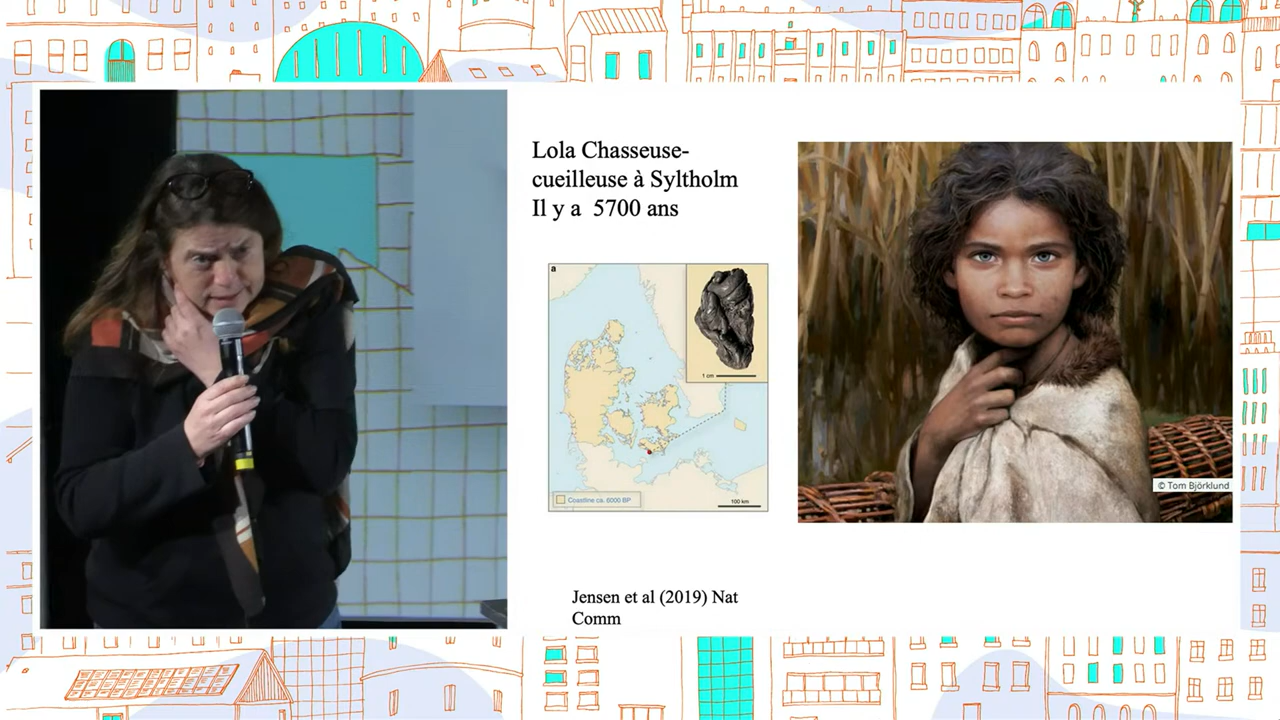 Lola Chasseuse-
cueilleuse à Syltholm
Il y a  5700 ans
a
1 cm
Coastline ca. 6000 BP
100 km
© Tom Björklund
Jensen et al (2019) Nat
Comm